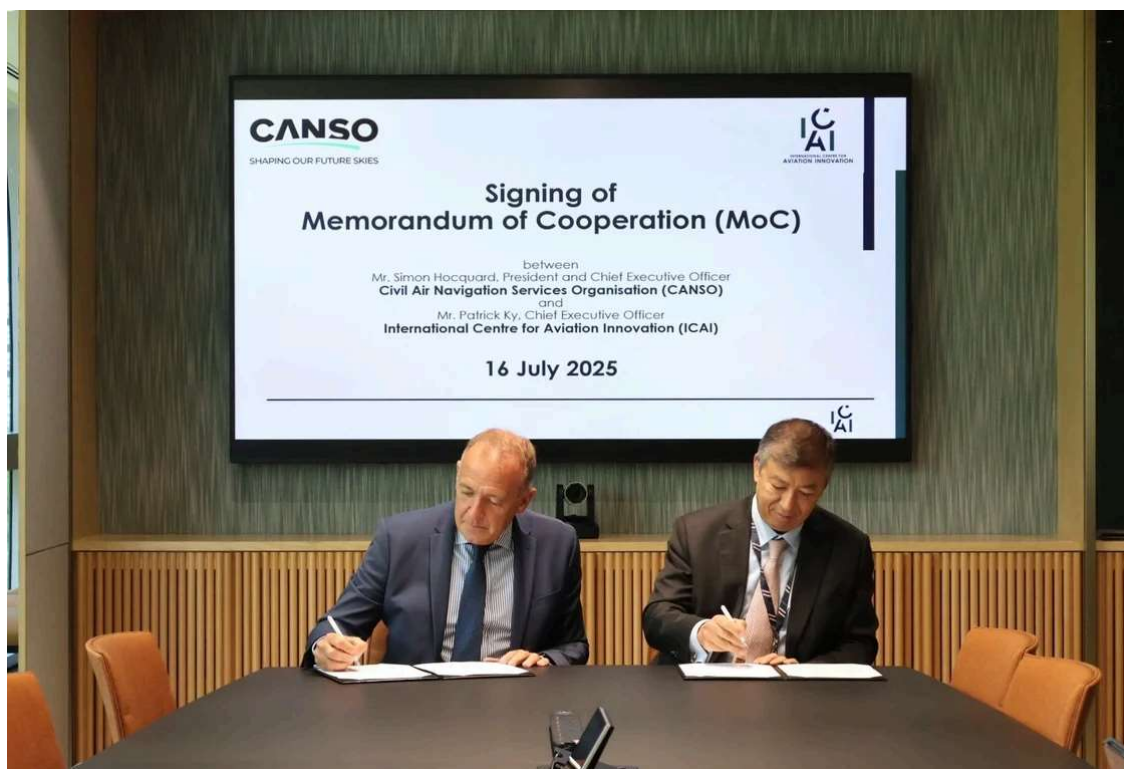 CANSO
SHAPING OUR FUTURE SKIES
ICAI
INTERNATIONAL CENTRE FOR
AVIATION INNOVATION
Signing of
Memorandum of Cooperation (MoC)
between
Mr. Simon Hocquard, President and Chief Executive Officer
Civil Air Navigation Services Organisation (CANSO)
and
Mr. Patrick Ky, Chief Executive Officer
International Centre for Aviation Innovation (ICAI)
16 July 2025
ICAI